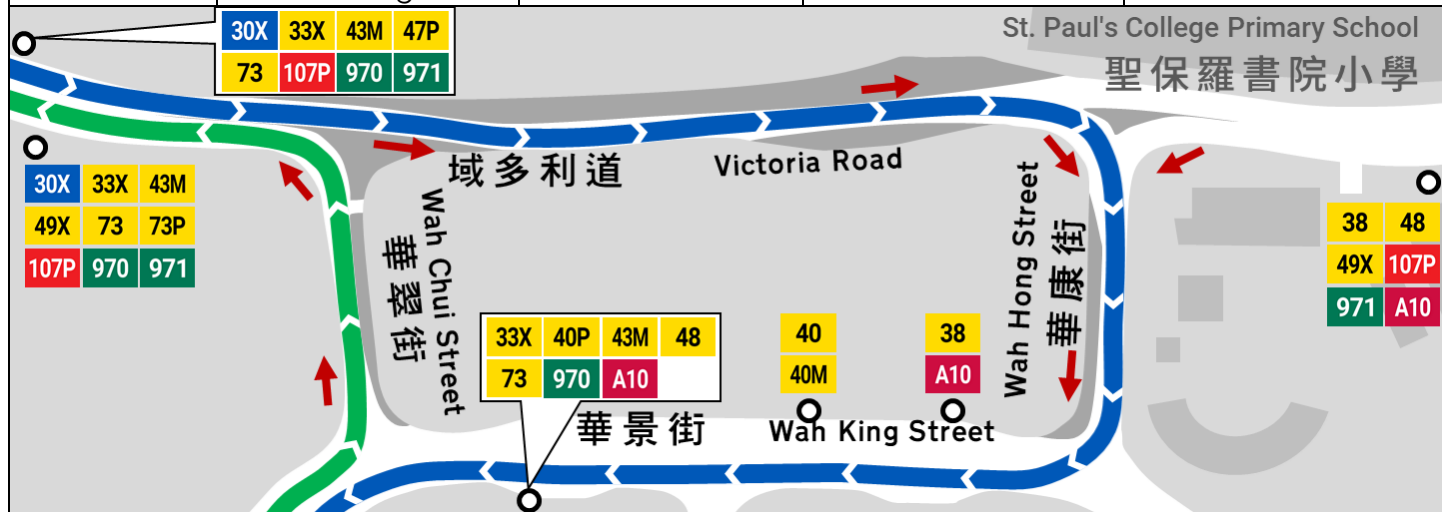 30X 33X 43M 47P
73 107P 970 971
St. Paul's College Primary School
聖保羅書院小學
域多利道
Victoria Road
30X 33X 43M
49X 73 73P
107P 970 971
Wah Chui Street
華翠街
Wah Hong Street
華康街
38 48
49X 107P
971 A10
33X 40P 43M 48
73 970 A10
40
40M
38
A10
華景街
Wah King Street